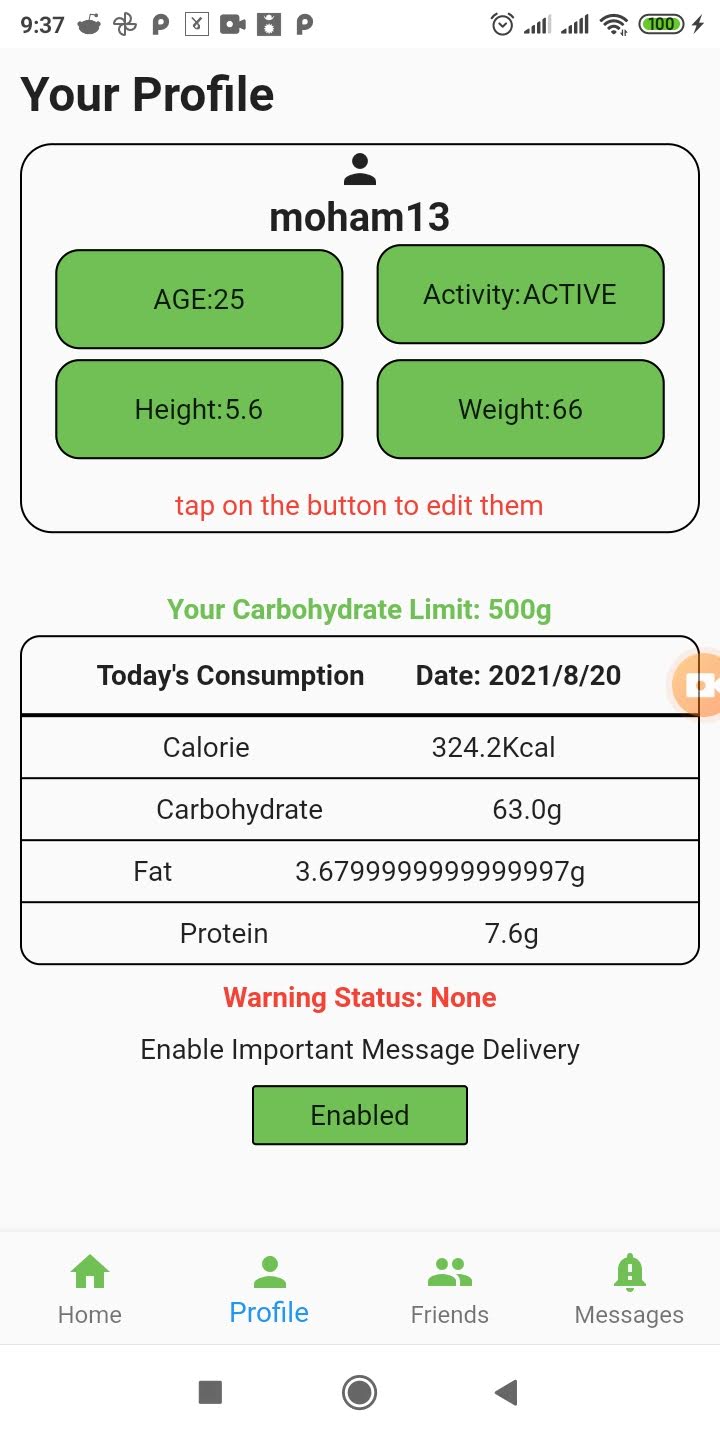 9:37
100
Your Profile
moham13
AGE:25
Activity:ACTIVE
Height:5.6
Weight:66
tap on the button to edit them
Your Carbohydrate Limit: 500g
Today's Consumption Date: 2021/8/20
Calorie 324.2Kcal
Carbohydrate 63.0g
Fat 3.6799999999999997g
Protein 7.6g
Warning Status: None
Enable Important Message Delivery
Enabled
Home Profile Friends Messages